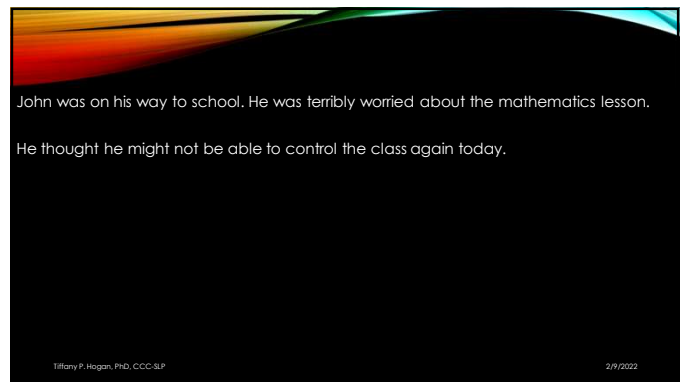 John was on his way to school. He was terribly worried about the mathematics lesson.
He thought he might not be able to control the class again today.
Tiffany P. Hogan, PhD, CCC-SLP
2/9/2022